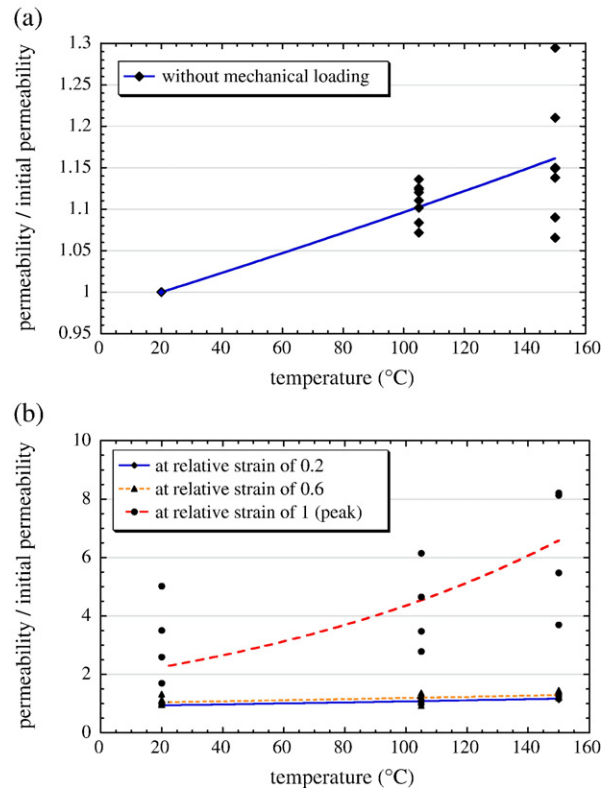 (a)
1.3
1.25
1.2
1.15
1.1
1.05
1
0.95
permeability / initial permeability
without mechanical loading
0 20 40 60 80 100 120 140 160
temperature (°C)
(b)
10
8
6
4
2
0
permeability / initial permeability
at relative strain of 0.2
at relative strain of 0.6
at relative strain of 1 (peak)
0 20 40 60 80 100 120 140 160
temperature (°C)